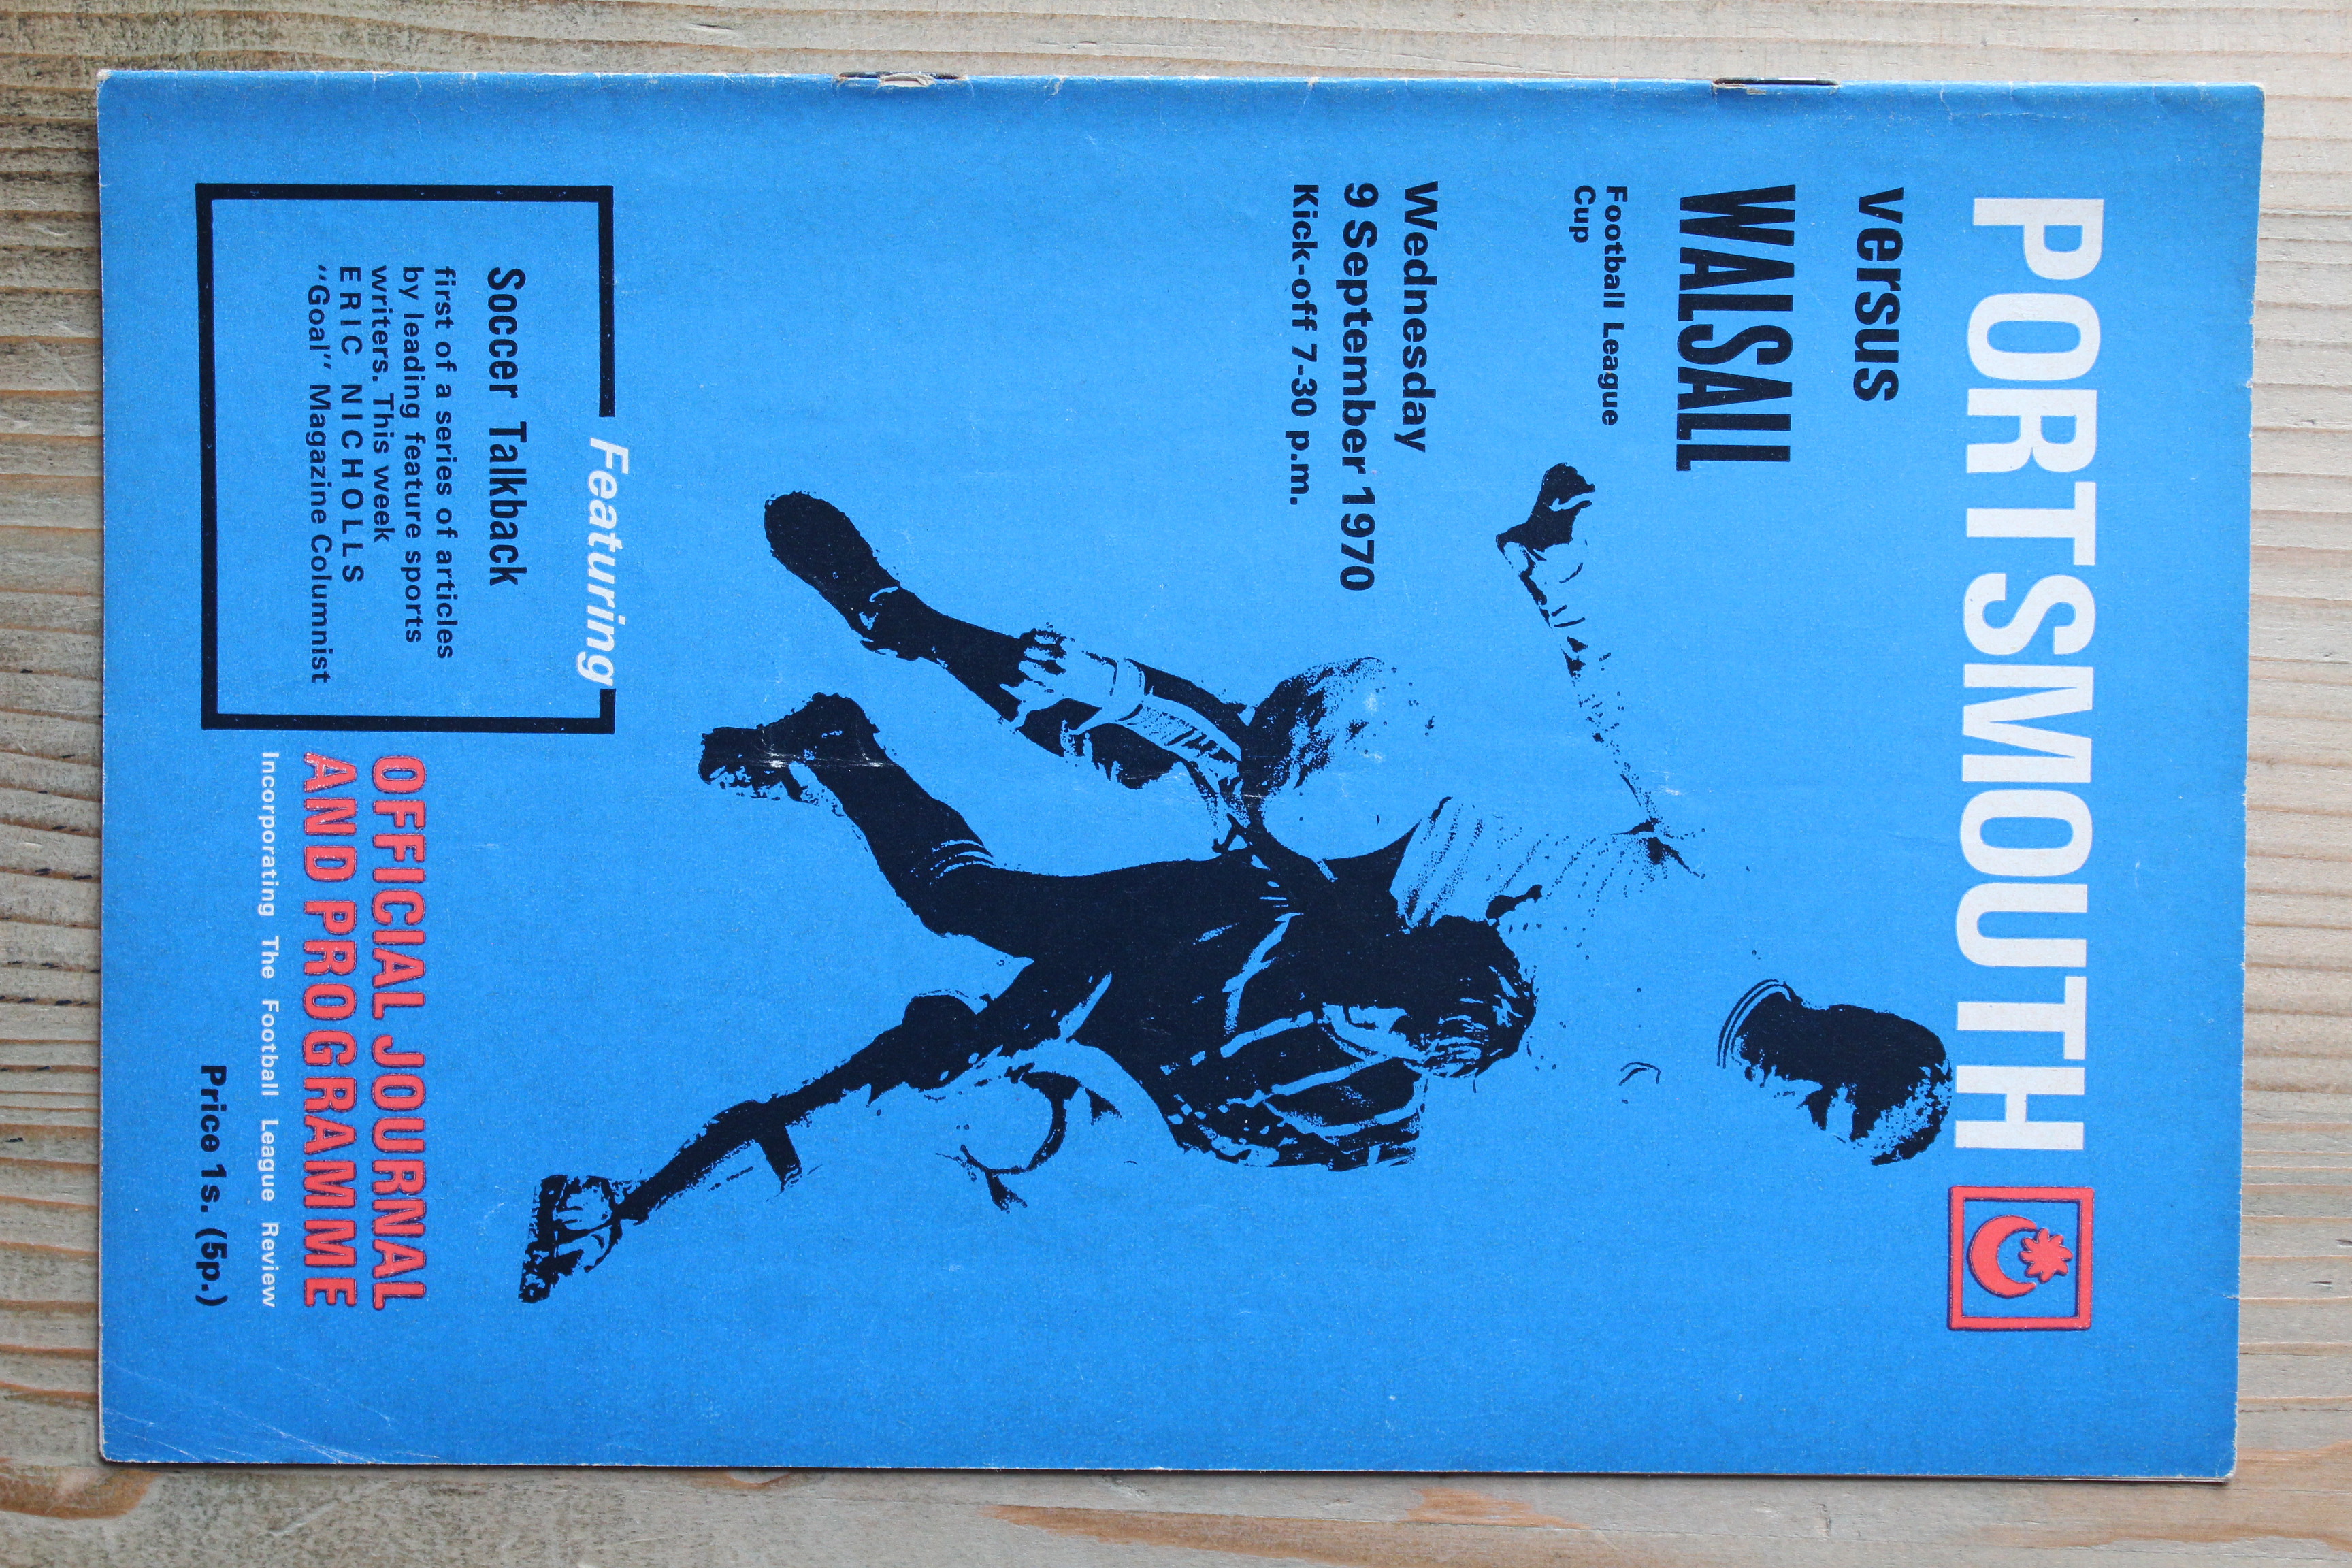 PORTSMOUTH
versus
WALSALL
Football League
Cup
Wednesday
9 September 1970
Kick-off 7-30 p.m.
Featuring
Soccer Talkback
first of a series of articles
by leading feature sports
writers. This week
ERIC NICHOLLS
"Goal" Magazine Columnist
OFFICIAL JOURNAL
AND PROGRAMME
Incorporating The Football League Review
Price 1s. (5p.)